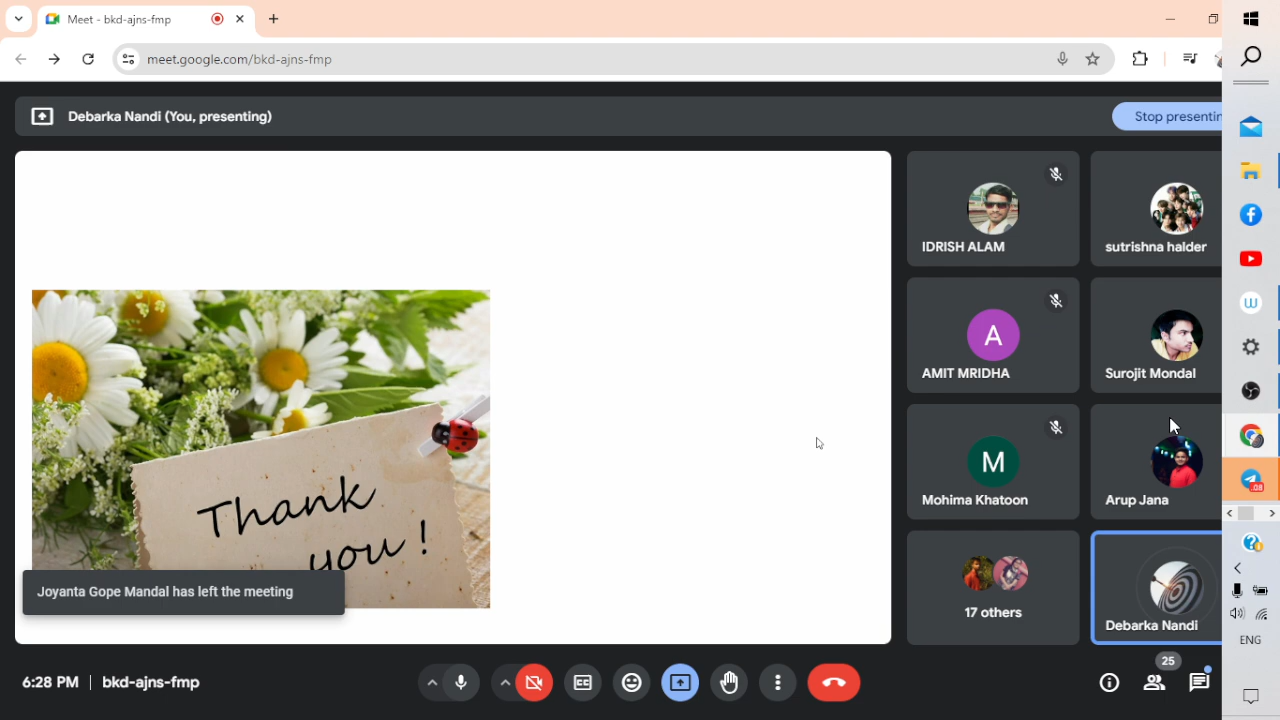 Meet - bkd-ajns-fmp
meet.google.com/bkd-ajns-fmp
Debarka Nandi (You, presenting)
Stop presentin
IDRISH ALAM
sutrishna halder
A
AMIT MRIDHA
Surojit Mondal
M
Mohima Khatoon
Arup Jana
17 others
Debarka Nandi
Thank
you!
Joyanta Gope Mandal has left the meeting
6:28 PM | bkd-ajns-fmp
25
.08
ENG